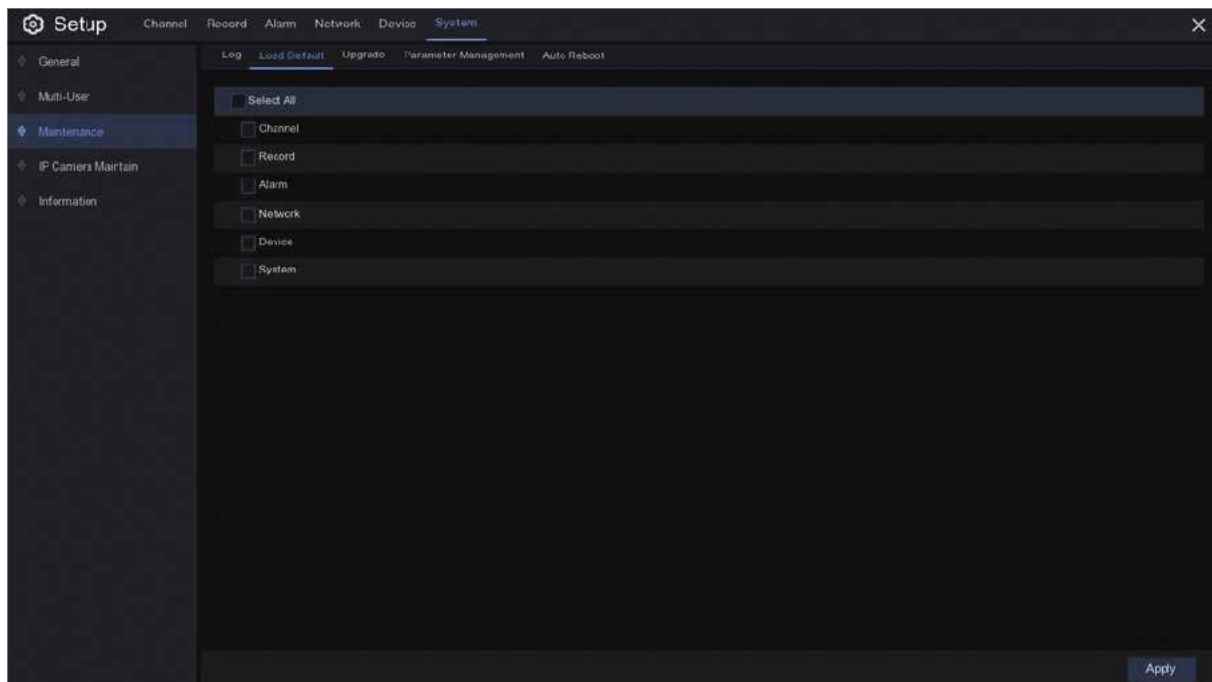 Setup Channel Record Alarm Network Device System
Log Load Default Upgrade Parameter Management Auto Reboot
General
Multi-User
Maintenance
IP Camera Maintain
Information
Select All
Channel
Record
Alarm
Network
Device
System
Apply